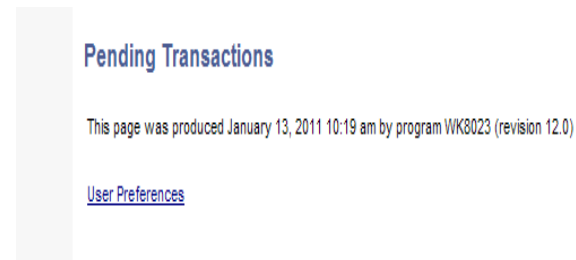 Pending Transactions
This page was produced January 13, 2011 10:19 am by program WK8023 (revision 12.0)
User Preferences